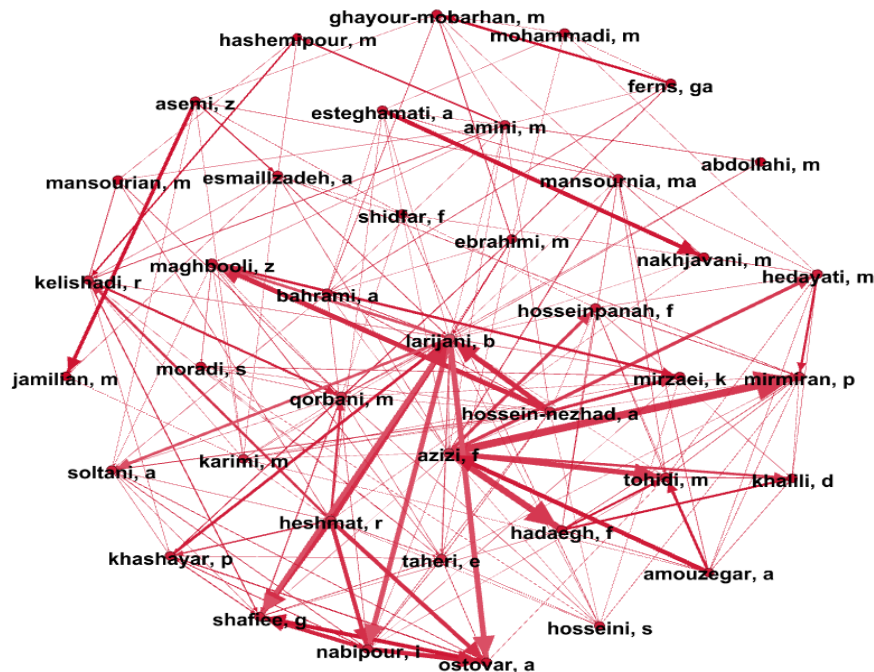 ghayour-mobarhan, m
mohammadi, m
hashemipour, m
ferns, ga
asemi, z
esteghamati, a
amini, m
abdollahi, m
mansourian, m
esmaillzadeh, a
mansournia, ma
shidfar, f
ebrahimi, m
nakhjavani, m
maghbooli, z
kelishadi, r
hedayati, m
bahrami, a
hosseinpanah, f
larijani, b
jamilian, m
moradi, s
mirzaei, k
mirmiran, p
qorbani, m
hossein-nezhad, a
azizi, f
soltani, a
karimi, m
tohidi, m
khalili, d
heshmat, r
hadaegh, f
khashayar, p
taheri, e
amouzegar, a
shafiee, g
hosseini, s
nabipour, i
ostovar, a